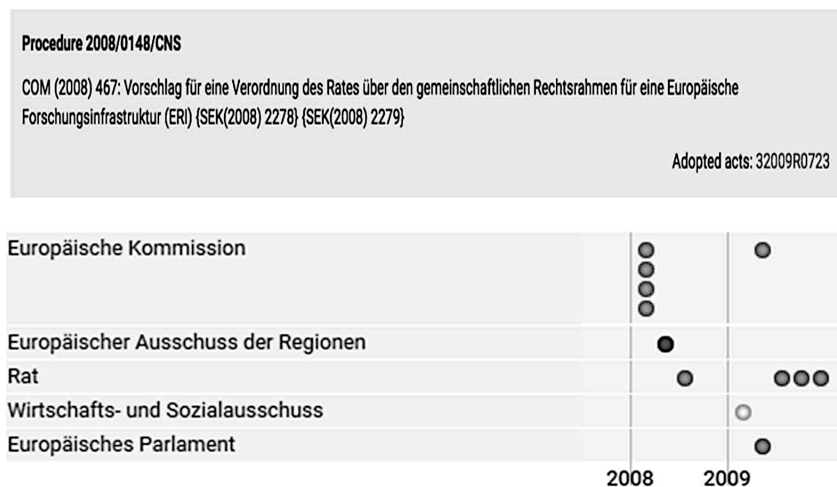 Procedure 2008/0148/CNS
COM (2008) 467: Vorschlag für eine Verordnung des Rates über den gemeinschaftlichen Rechtsrahmen für eine Europäische
Forschungsinfrastruktur (ERI) {SEK(2008) 2278} {SEK(2008) 2279}
Adopted acts: 32009R0723
Europäische Kommission
Europäischer Ausschuss der Regionen
Rat
Wirtschafts- und Sozialausschuss
Europäisches Parlament
2008 2009